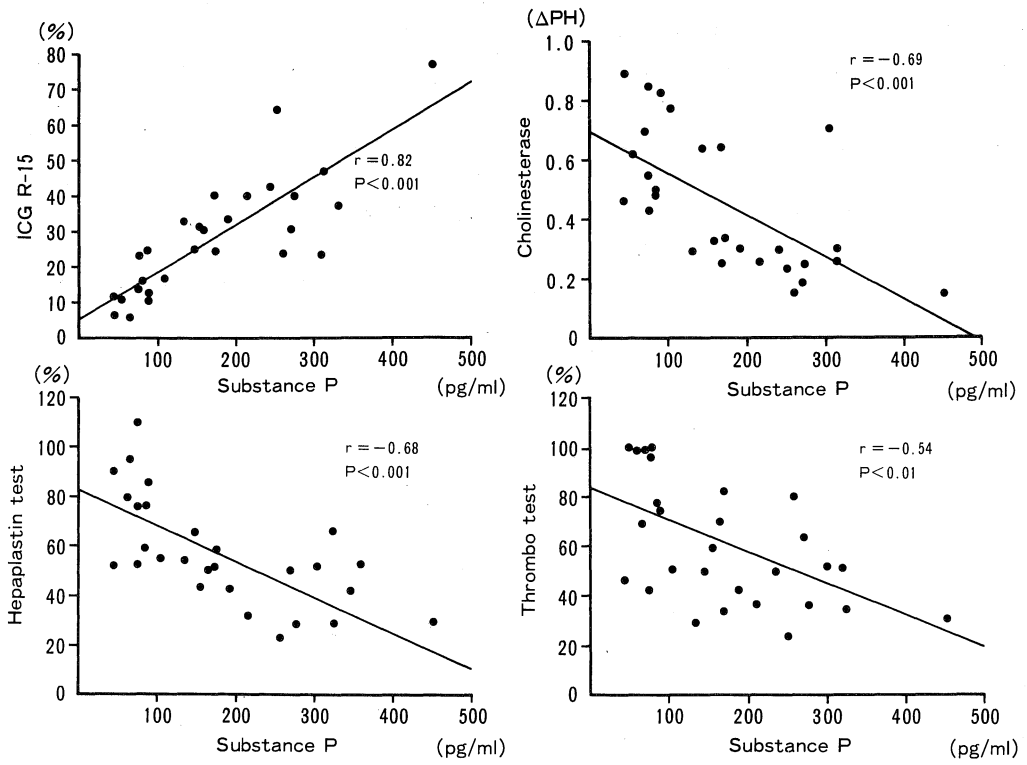 (%)
80
70
60
50
40
30
20
10
0
ICG R-15
r=0.82
P<0.001
100 200 300 400 500
Substance P (pg/ml)
(ΔPH)
1.0
0.8
0.6
0.4
0.2
0
Cholinesterase
r=-0.69
P<0.001
100 200 300 400 500
Substance P (pg/ml)
(%)
120
100
80
60
40
20
0
Hepaplastin test
r=-0.68
P<0.001
100 200 300 400 500
Substance P (pg/ml)
(%)
120
100
80
60
40
20
0
Thrombo test
r=-0.54
P<0.01
100 200 300 400 500
Substance P (pg/ml)